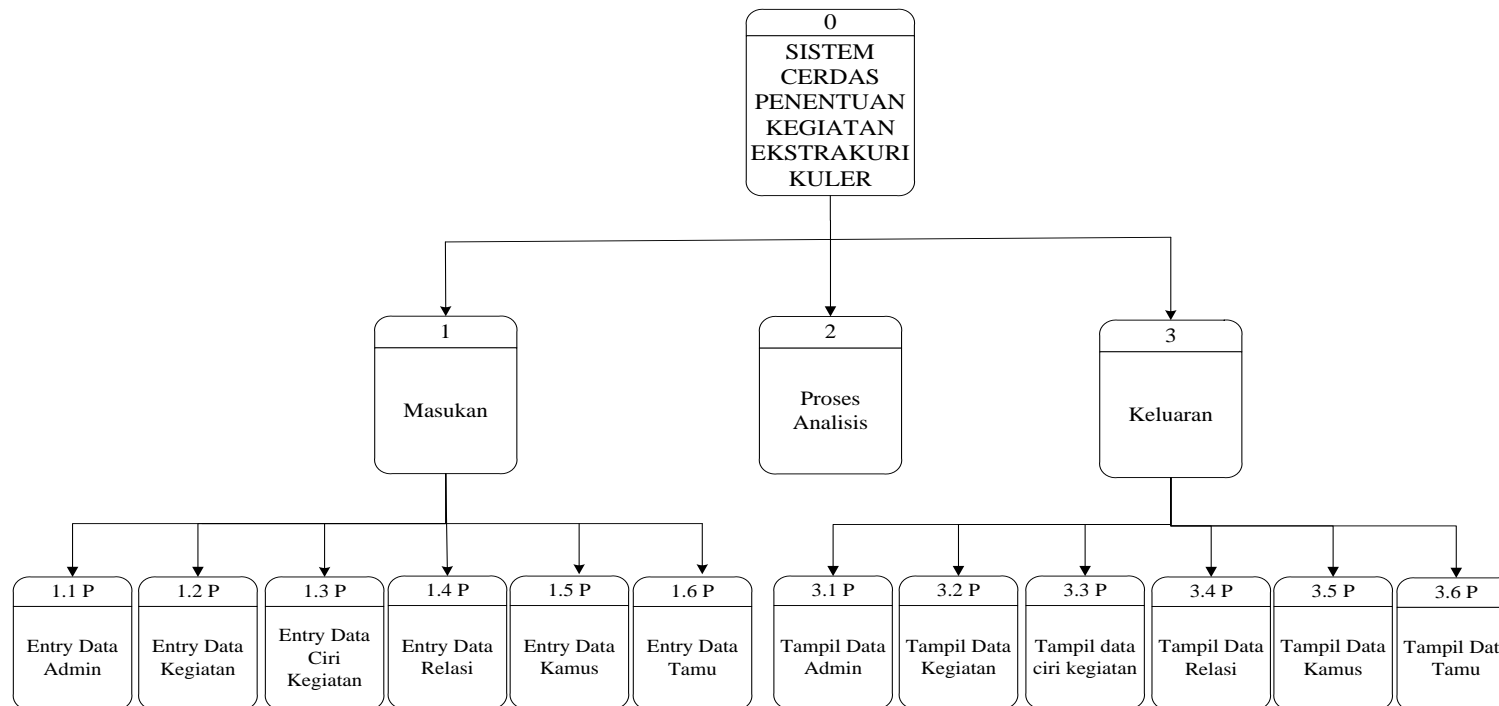 0
SISTEM
CERDAS
PENENTUAN
KEGIATAN
EKSTRAKURI
KULER
1
Masukan
2
Proses
Analisis
3
Keluaran
1.1 P
Entry Data
Admin
1.2 P
Entry Data
Kegiatan
1.3 P
Entry Data
Ciri
Kegiatan
1.4 P
Entry Data
Relasi
1.5 P
Entry Data
Kamus
1.6 P
Entry Data
Tamu
3.1 P
Tampil Data
Admin
3.2 P
Tampil Data
Kegiatan
3.3 P
Tampil data
ciri kegiatan
3.4 P
Tampil Data
Relasi
3.5 P
Tampil Data
Kamus
3.6 P
Tampil Data
Tamu